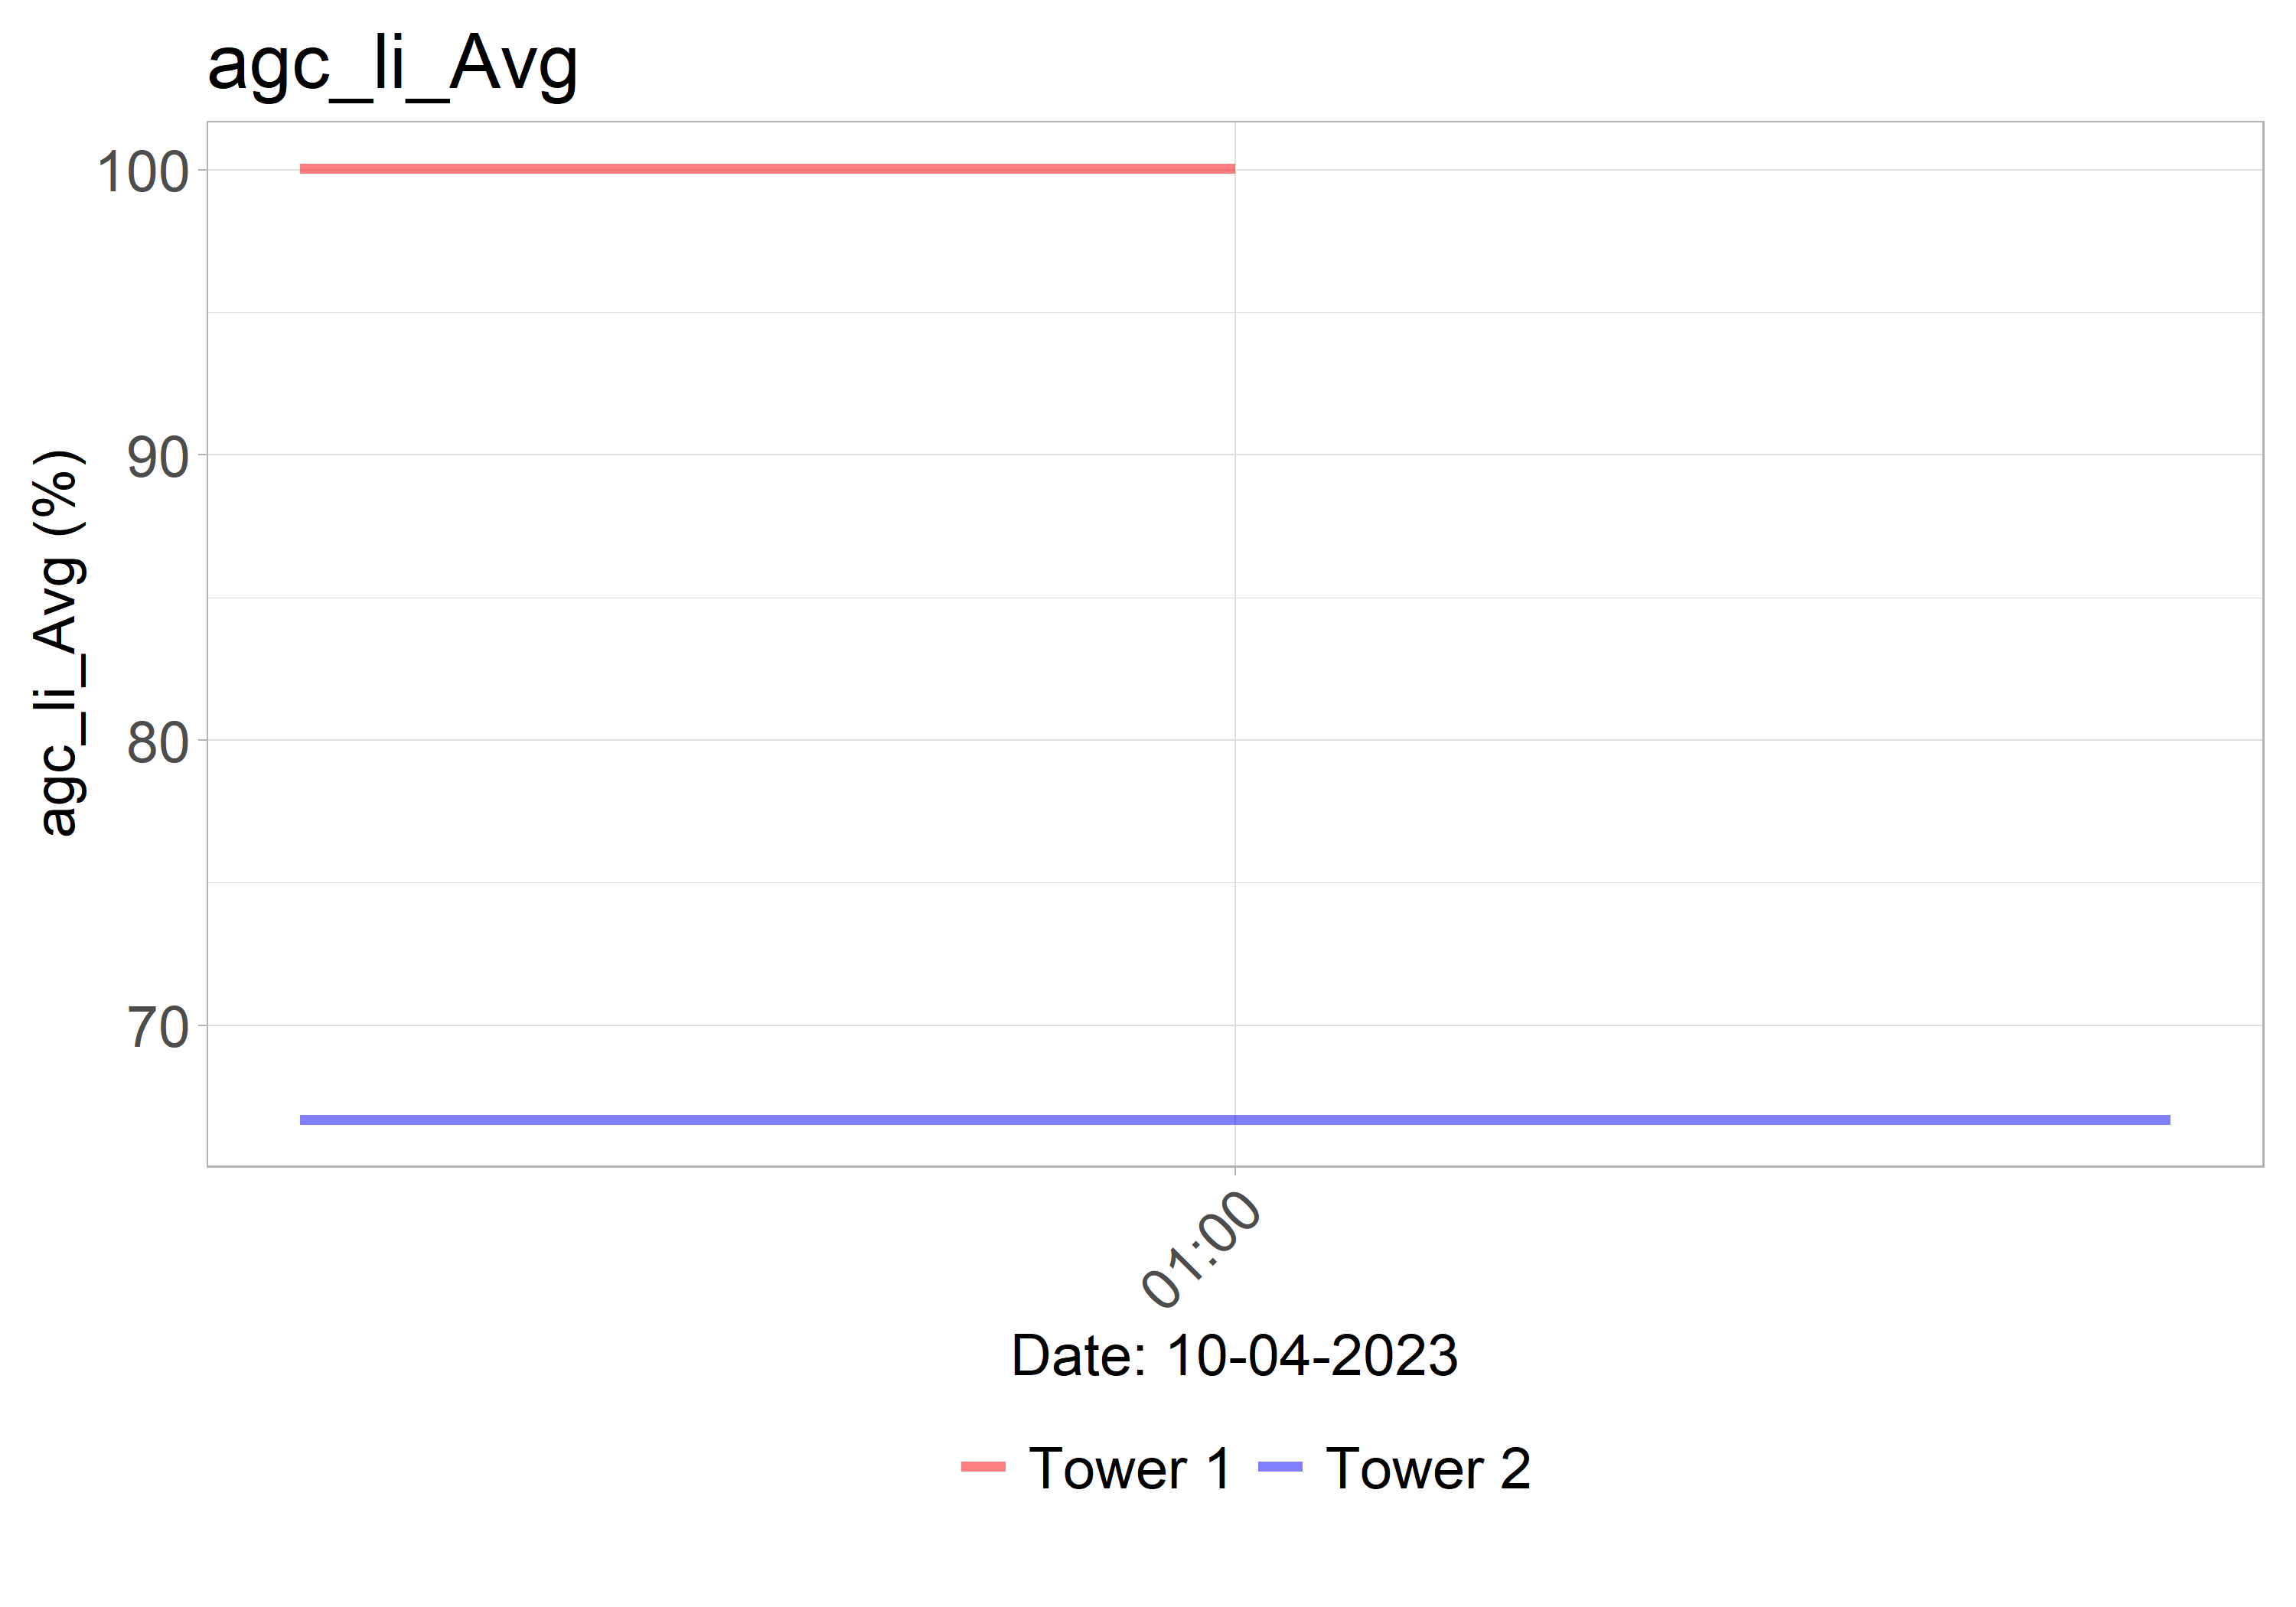 agc_li_Avg
100
90
80
70
agc_li_Avg (%)
01:00
Date: 10-04-2023
Tower 1 Tower 2